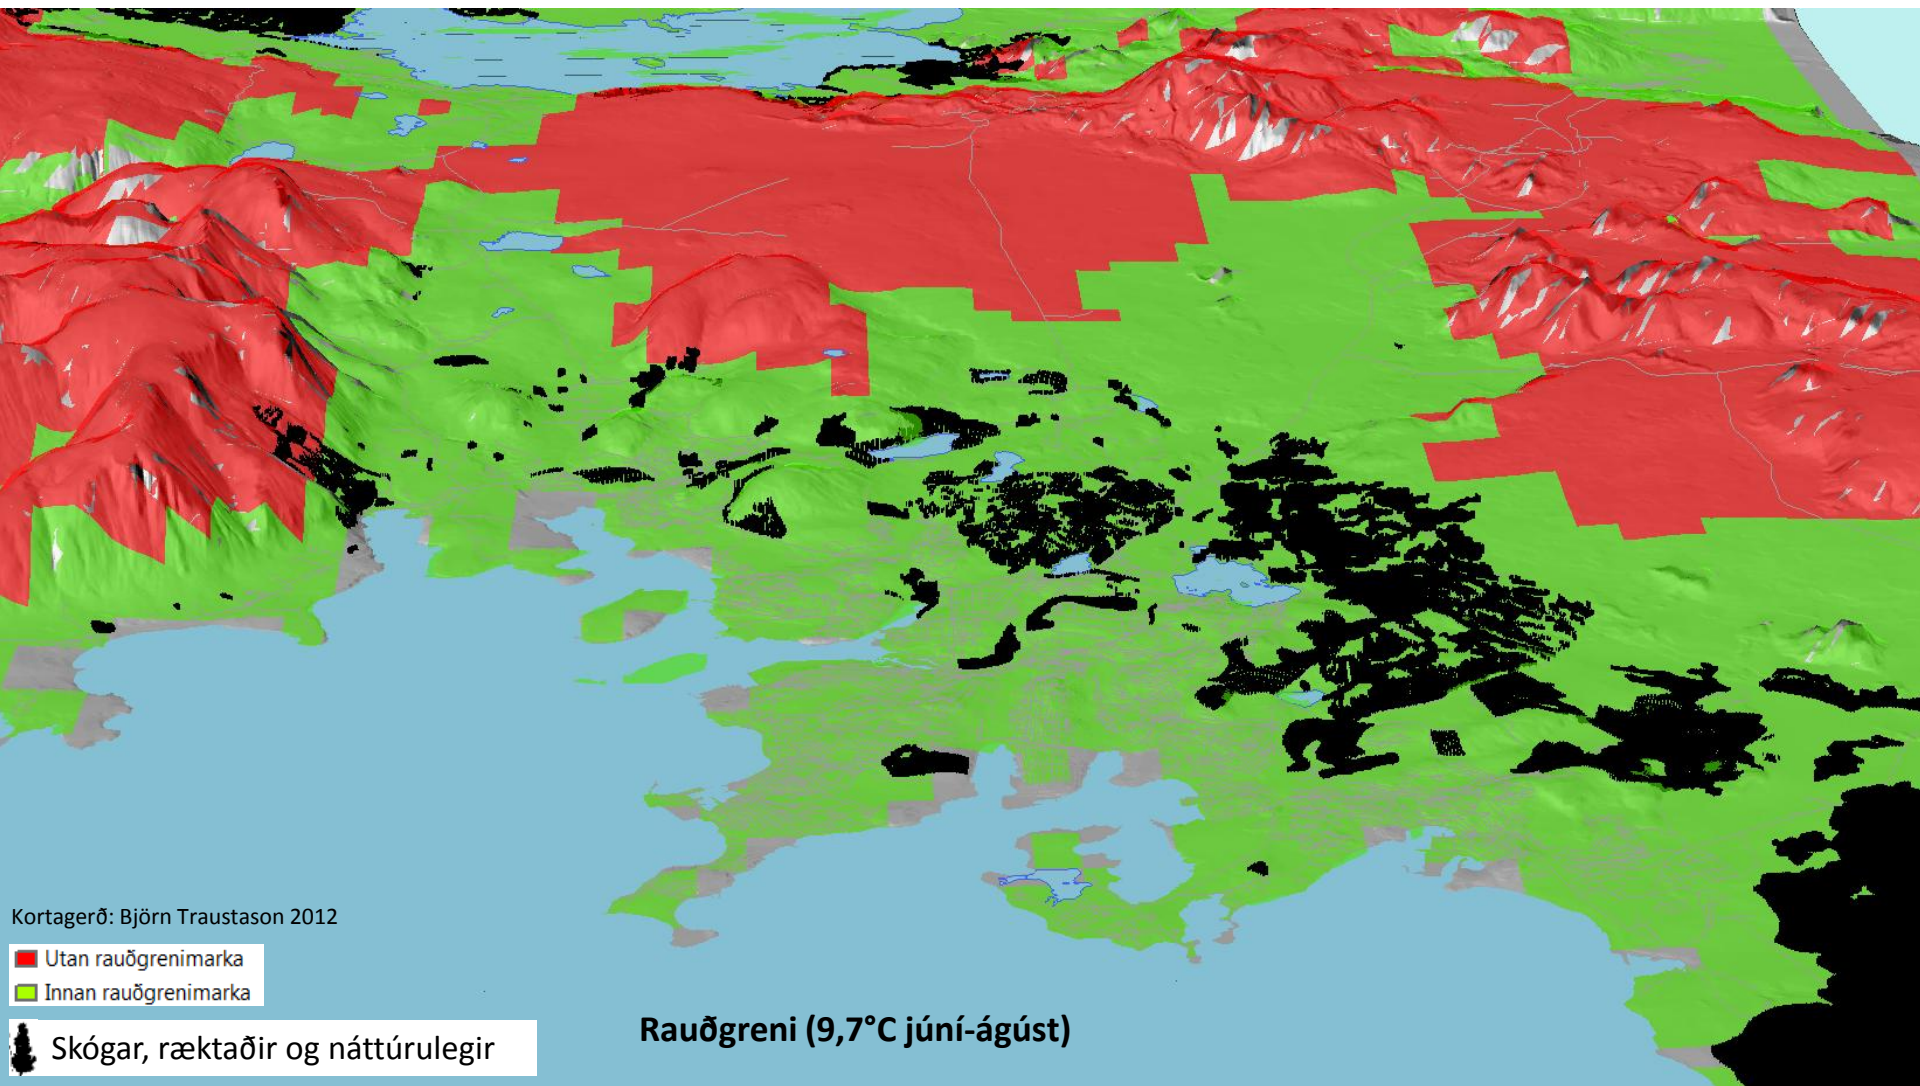 Kortagerð: Björn Traustason 2012
Utan rauðgrenimarka
Innan rauðgrenimarka
Skógar, ræktaðir og náttúrulegir
Rauðgreni (9,7°C júní-ágúst)